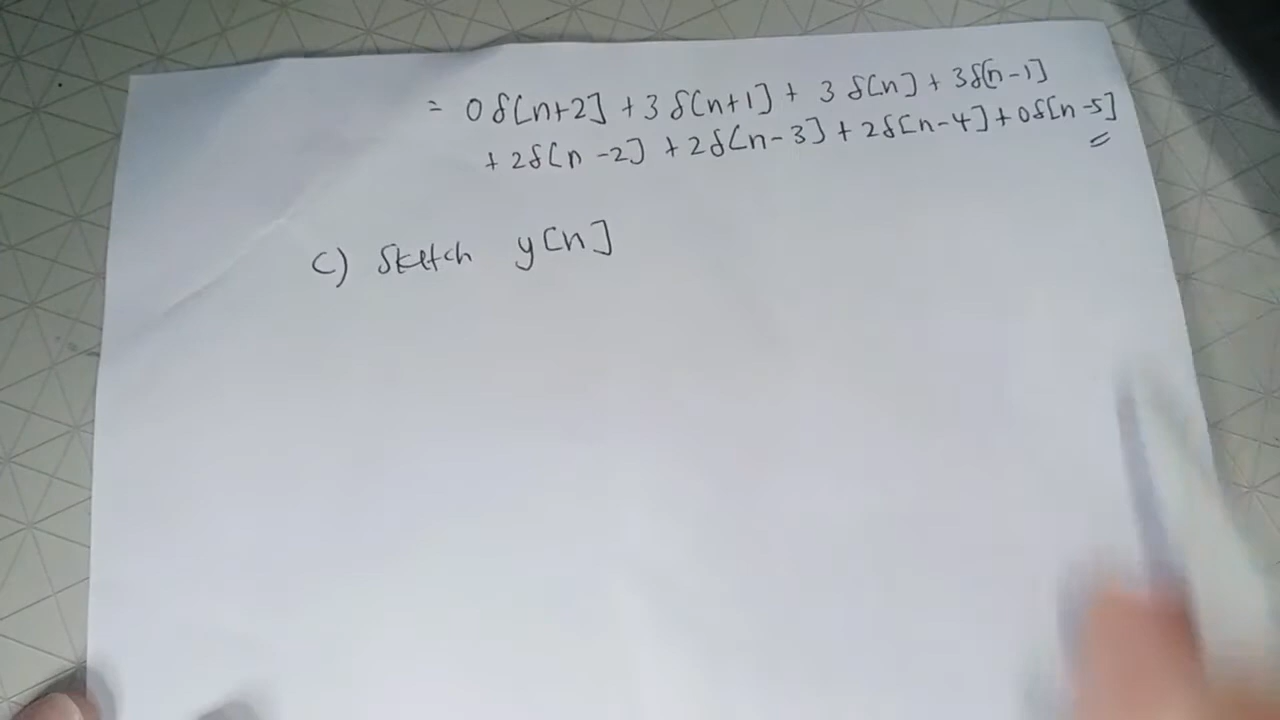 = 0δ[n+2] + 3δ[n+1] + 3δ[n] + 3δ[n-1]
+ 2δ[n-2] + 2δ[n-3] + 2δ[n-4] + 0δ[n-5]
c) Sketch y[n]